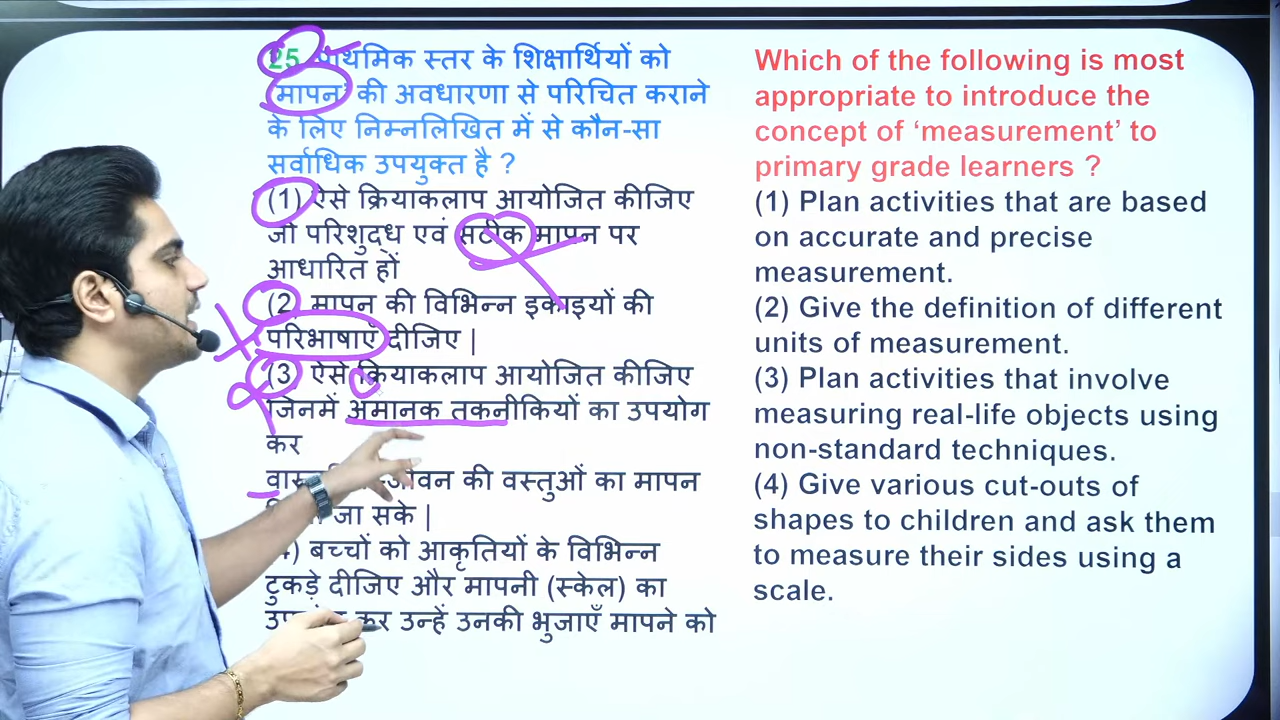 25 प्राथमिक स्तर के शिक्षार्थियों को
'मापन' की अवधारणा से परिचित कराने
के लिए निम्नलिखित में से कौन-सा
सर्वाधिक उपयुक्त है ?
(1) ऐसे क्रियाकलाप आयोजित कीजिए
जो परिशुद्ध एवं सटीक मापन पर
आधारित हों
(2) मापन की विभिन्न इकाइयों की
परिभाषाएँ दीजिए |
(3) ऐसे क्रियाकलाप आयोजित कीजिए
जिनमें अमानक तकनीकियों का उपयोग
कर
की वस्तुओं का मापन
जा सके |
बच्चों को आकृतियों के विभिन्न
टुकड़े दीजिए और मापनी (स्केल) का
कर उन्हें उनकी भुजाएँ मापने को
Which of the following is most
appropriate to introduce the
concept of ‘measurement’ to
primary grade learners ?
(1) Plan activities that are based
on accurate and precise
measurement.
(2) Give the definition of different
units of measurement.
(3) Plan activities that involve
measuring real-life objects using
non-standard techniques.
(4) Give various cut-outs of
shapes to children and ask them
to measure their sides using a
scale.